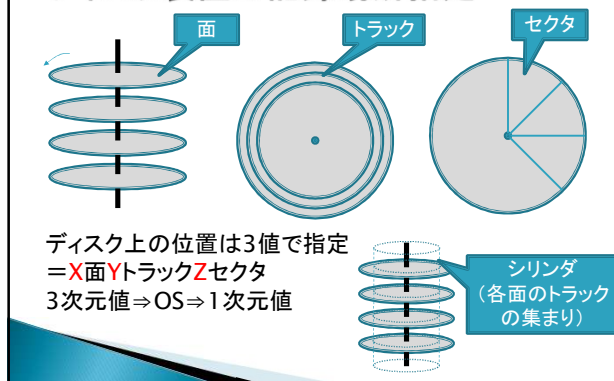 面
トラック
セクタ
ディスク上の位置は3値で指定
=X面YトラックZセクタ
3次元値⇒OS⇒1次元値
シリンダ
(各面のトラック
の集まり)